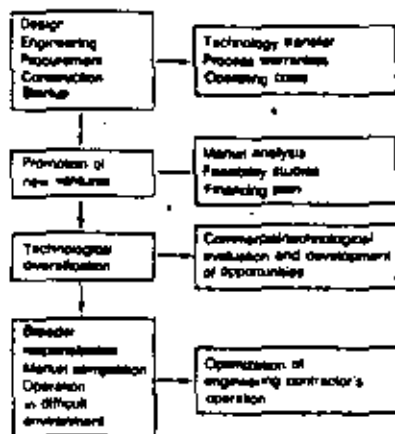 Design
Engineering
Procurement
Construction
Startup
Technology transfer
Process warranties
Operating costs
Promotion of
new ventures
Market analysis
Feasibility studies
Financing plan
Technological
diversification
Commercial/technological
evaluation and development
of opportunities
Broader
responsibilities
Market competition
Operation
in difficult
environment
Optimization of
engineering contractor's
operation